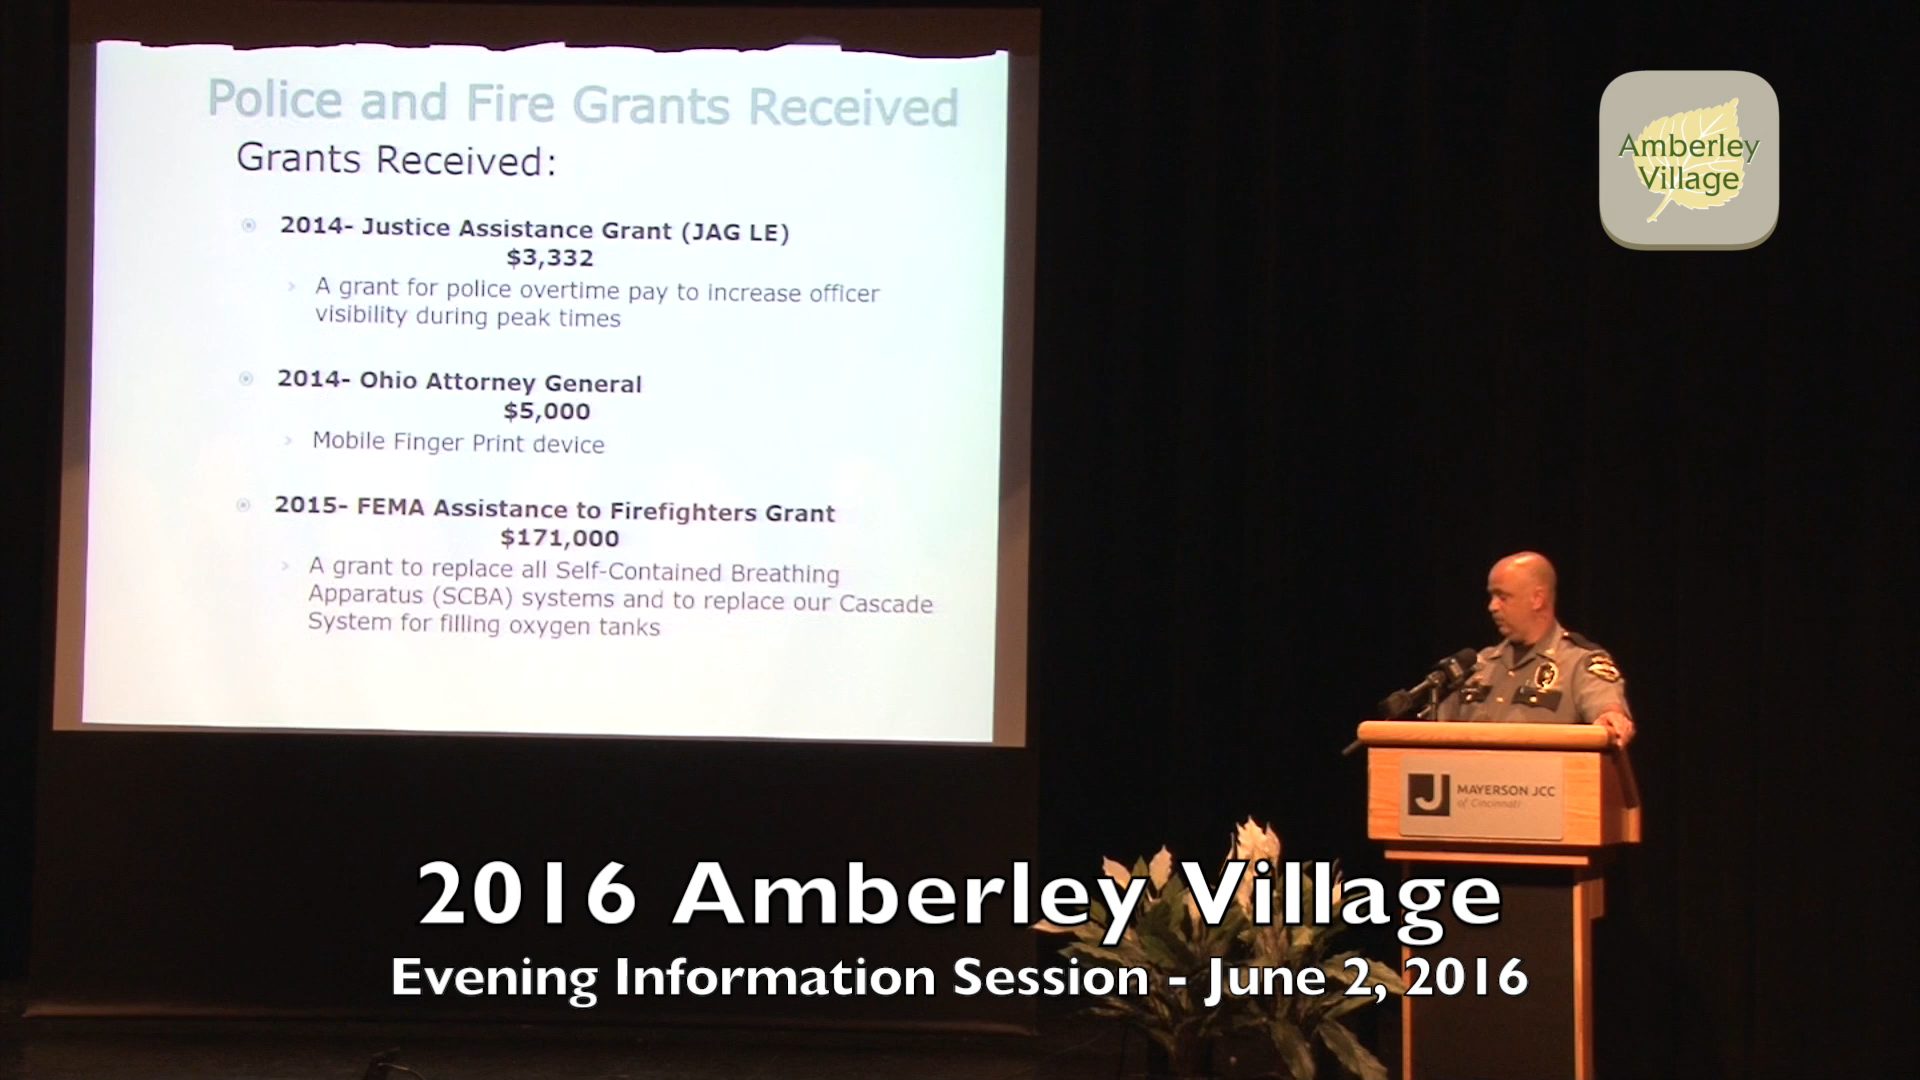 Police and Fire Grants Received
Grants Received:
2014- Justice Assistance Grant (JAG LE)
$3,332
A grant for police overtime pay to increase officer
visibility during peak times
2014- Ohio Attorney General
$5,000
Mobile Finger Print device
2015- FEMA Assistance to Firefighters Grant
$171,000
A grant to replace all Self-Contained Breathing
Apparatus (SCBA) systems and to replace our Cascade
System for filling oxygen tanks
Amberley
Village
J
MAYERSON JCC
of Cincinnati
2016 Amberley Village
Evening Information Session - June 2, 2016